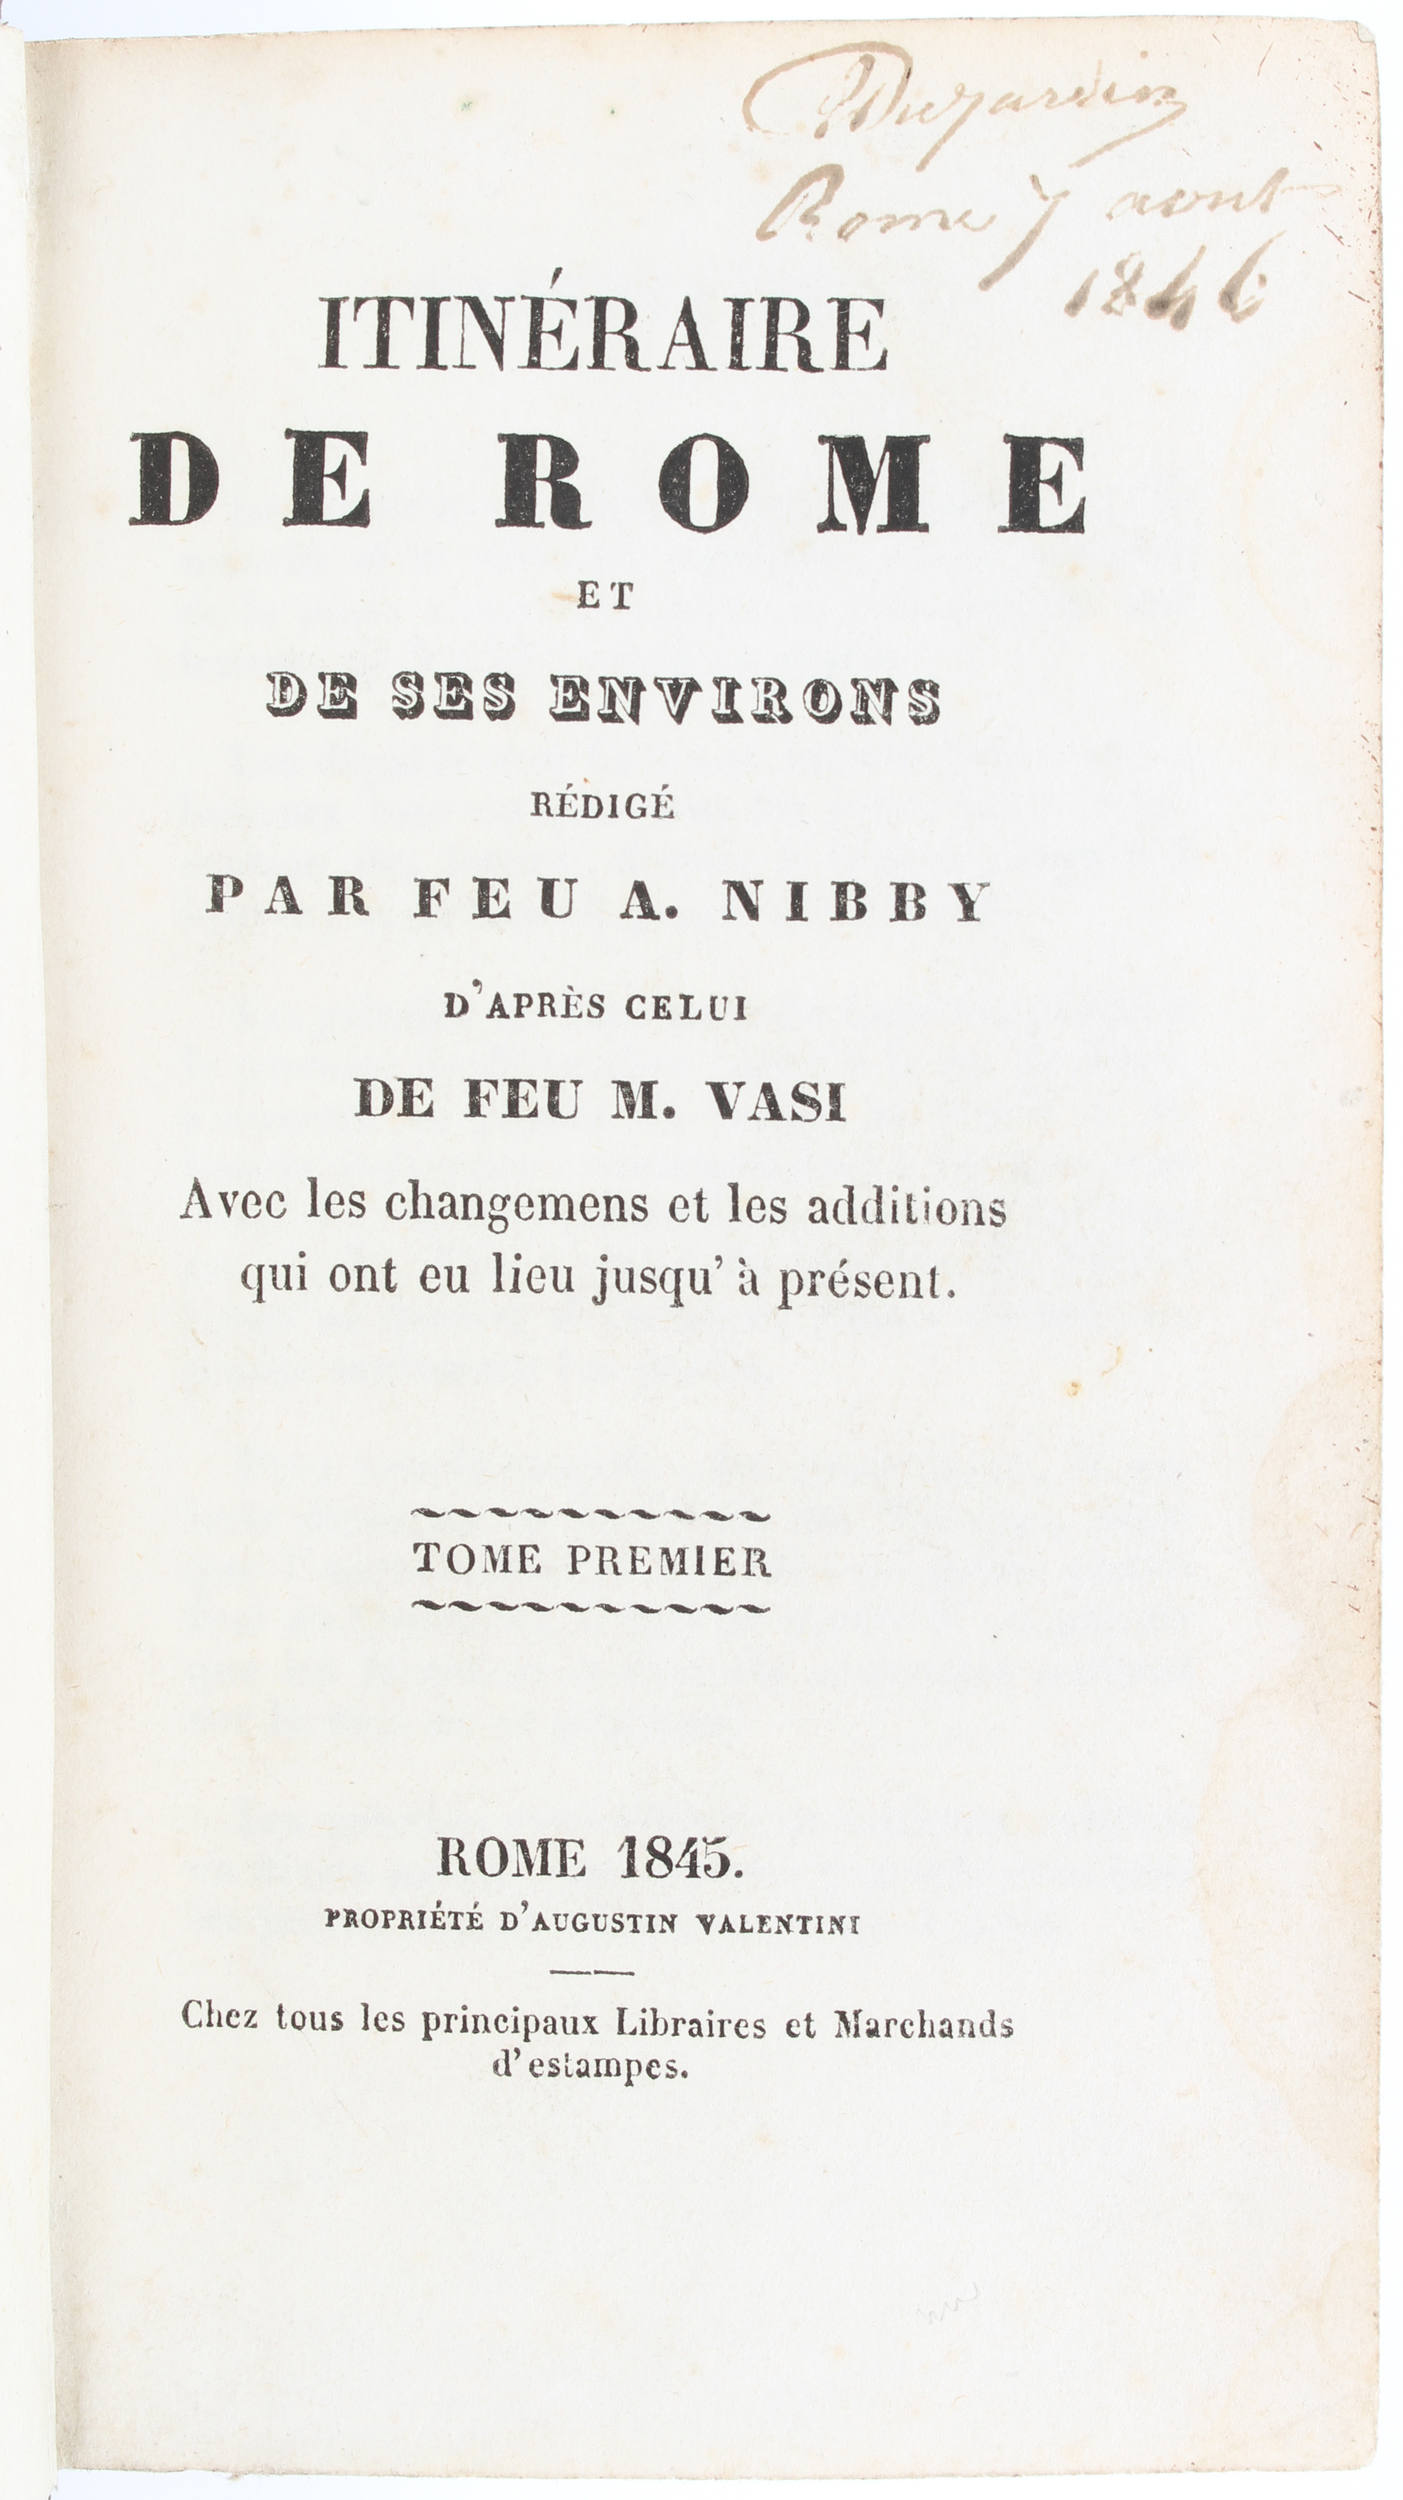 Dujardin
Rome 7 aout
1846
ITINÉRAIRE
DE ROME
ET
DE SES ENVIRONS
RÉDIGÉ
PAR FEU A. NIBBY
D'APRÈS CELUI
DE FEU M. VASI
Avec les changemens et les additions
qui ont eu lieu jusqu' à présent.
TOME PREMIER
ROME 1845.
PROPRIÉTÉ D'AUGUSTIN VALENTINI
Chez tous les principaux Libraires et Marchands
d' estampes.